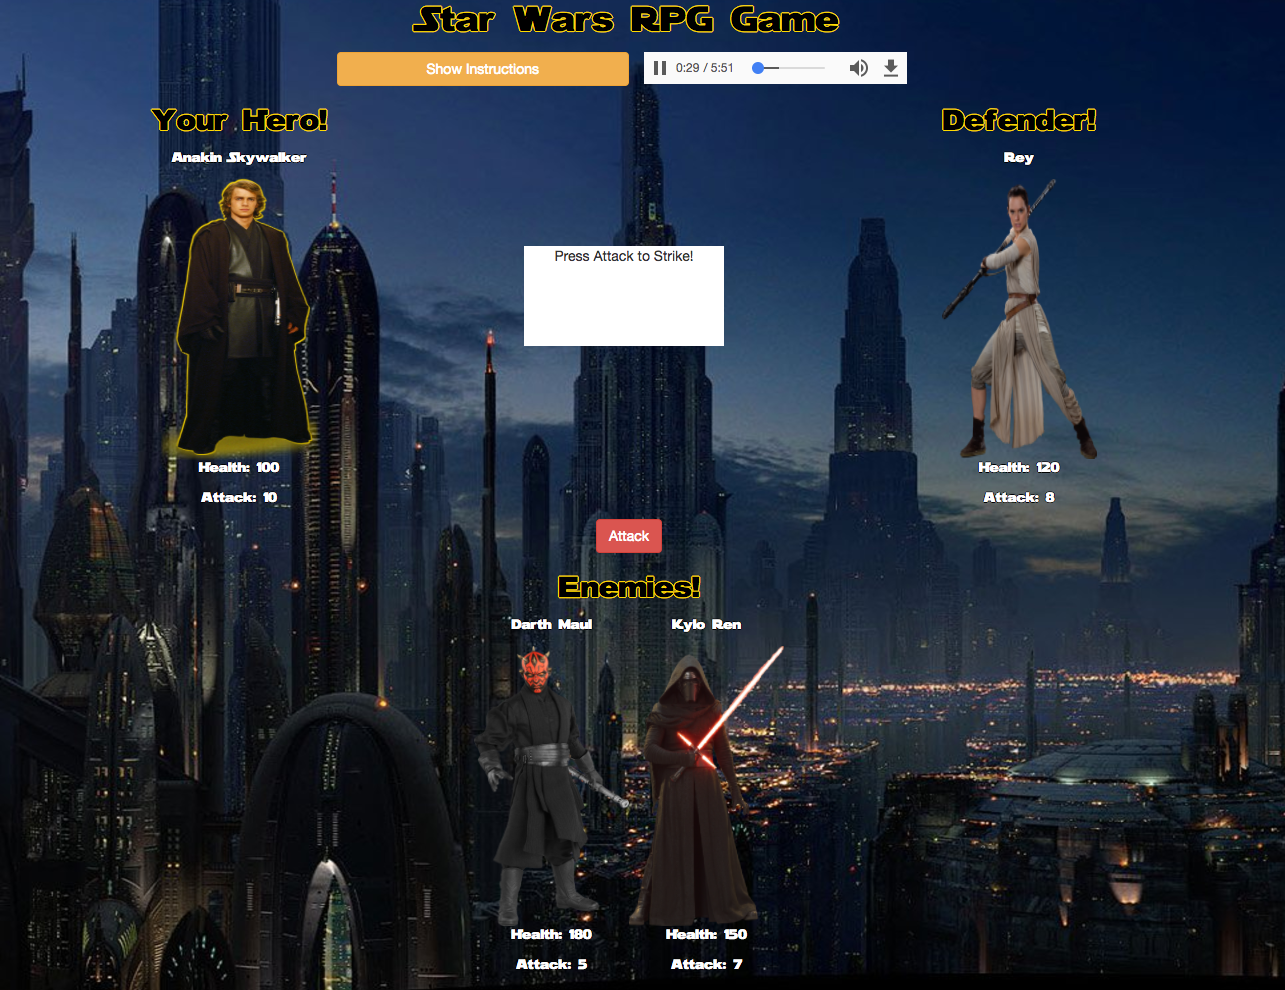 Star Wars RPG Game
Show Instructions
0:29 / 5:51
Your Hero!
Defender!
Anakin Skywalker
Rey
Press Attack to Strike!
Health: 100
Health: 120
Attack: 10
Attack: 8
Attack
Enemies!
Darth Maul
Kylo Ren
Health: 180
Health: 150
Attack: 5
Attack: 7